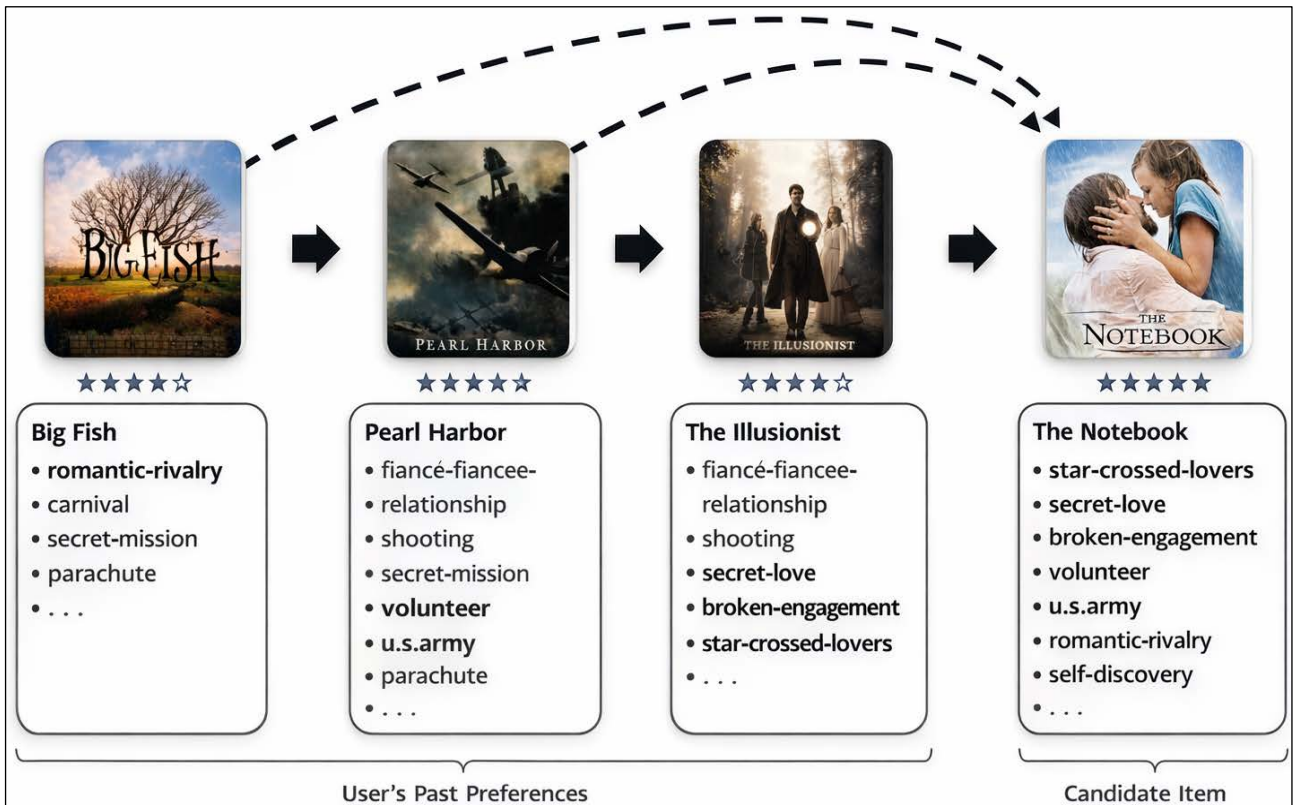 BIG FISH
PEARL HARBOR
THE ILLUSIONIST
THE
NOTEBOOK
Big Fish
• romantic-rivalry
• carnival
• secret-mission
• parachute
• . . .
Pearl Harbor
• fiancé-fiancee-
• relationship
• shooting
• secret-mission
• volunteer
• u.s.army
• parachute
• . . .
The Illusionist
• fiancé-fiancee-
relationship
• shooting
• secret-love
• broken-engagement
• star-crossed-lovers
• . . .
The Notebook
• star-crossed-lovers
• secret-love
• broken-engagement
• volunteer
• u.s.army
• romantic-rivalry
• self-discovery
• . . .
User's Past Preferences
Candidate Item